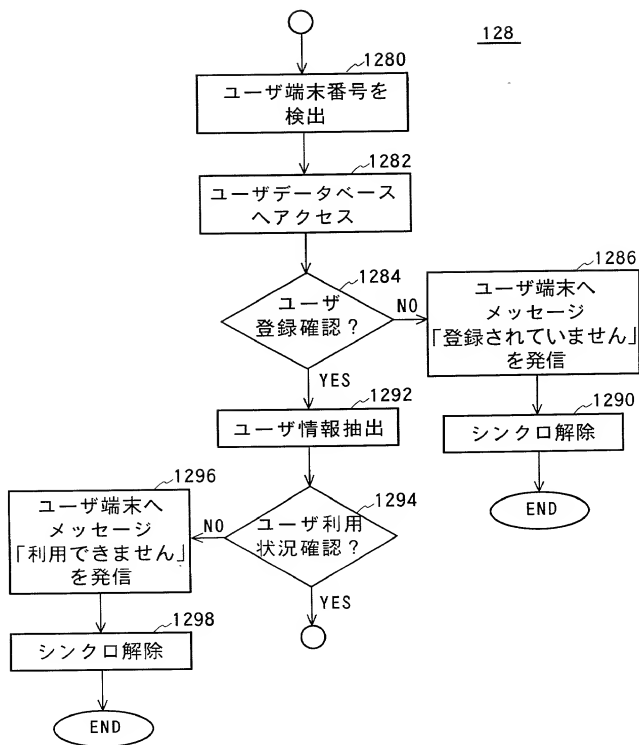 128
1280
ユーザ端末番号を
検出
1282
ユーザデータベース
へアクセス
1284
ユーザ
登録確認?
NO
YES
1286
ユーザ端末へ
メッセージ
「登録されていません」
を発信
1290
シンクロ解除
END
1292
ユーザ情報抽出
1294
ユーザ利用
状況確認?
NO
YES
1296
ユーザ端末へ
メッセージ
「利用できません」
を発信
1298
シンクロ解除
END